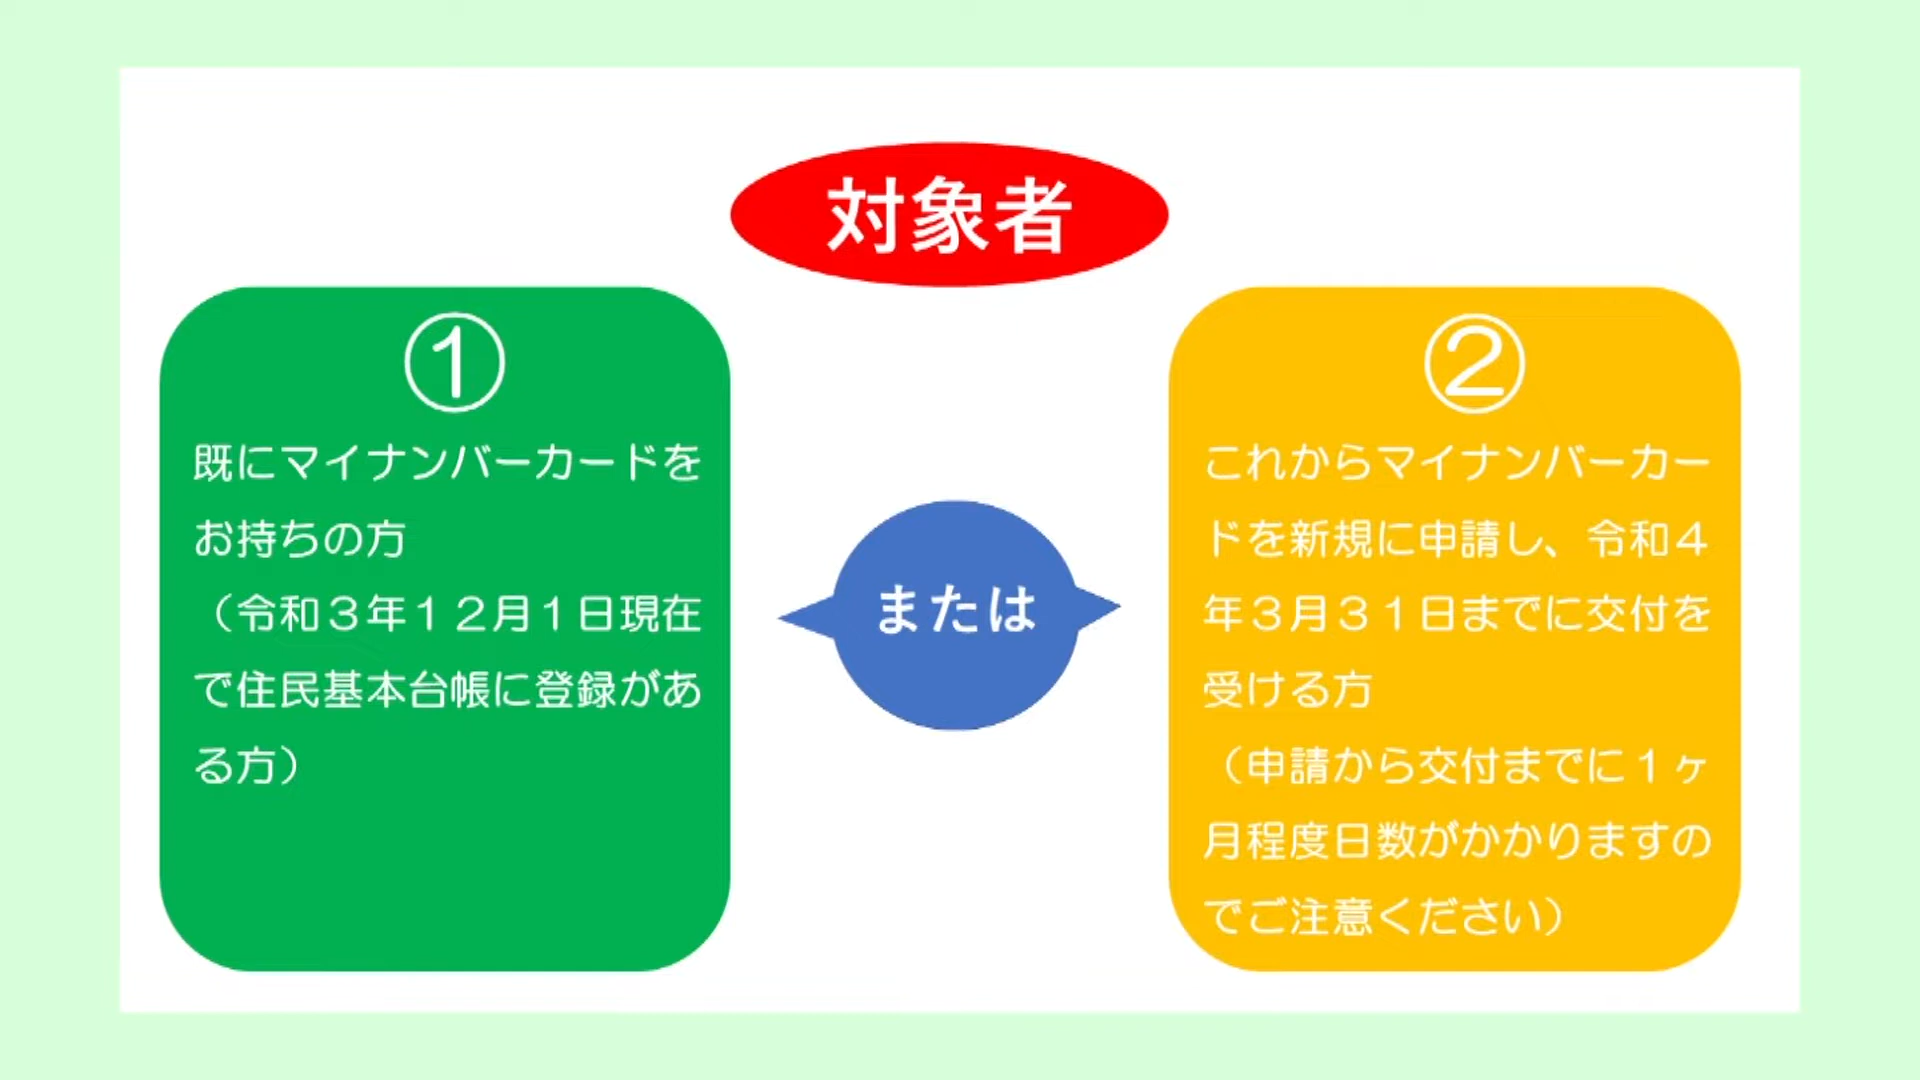 対象者
①
既にマイナンバーカードを
お持ちの方
（令和３年１２月１日現在
で住民基本台帳に登録があ
る方）
または
②
これからマイナンバーカー
ドを新規に申請し、令和４
年３月３１日までに交付を
受ける方
（申請から交付までに１ヶ
月程度日数がかかりますの
でご注意ください）